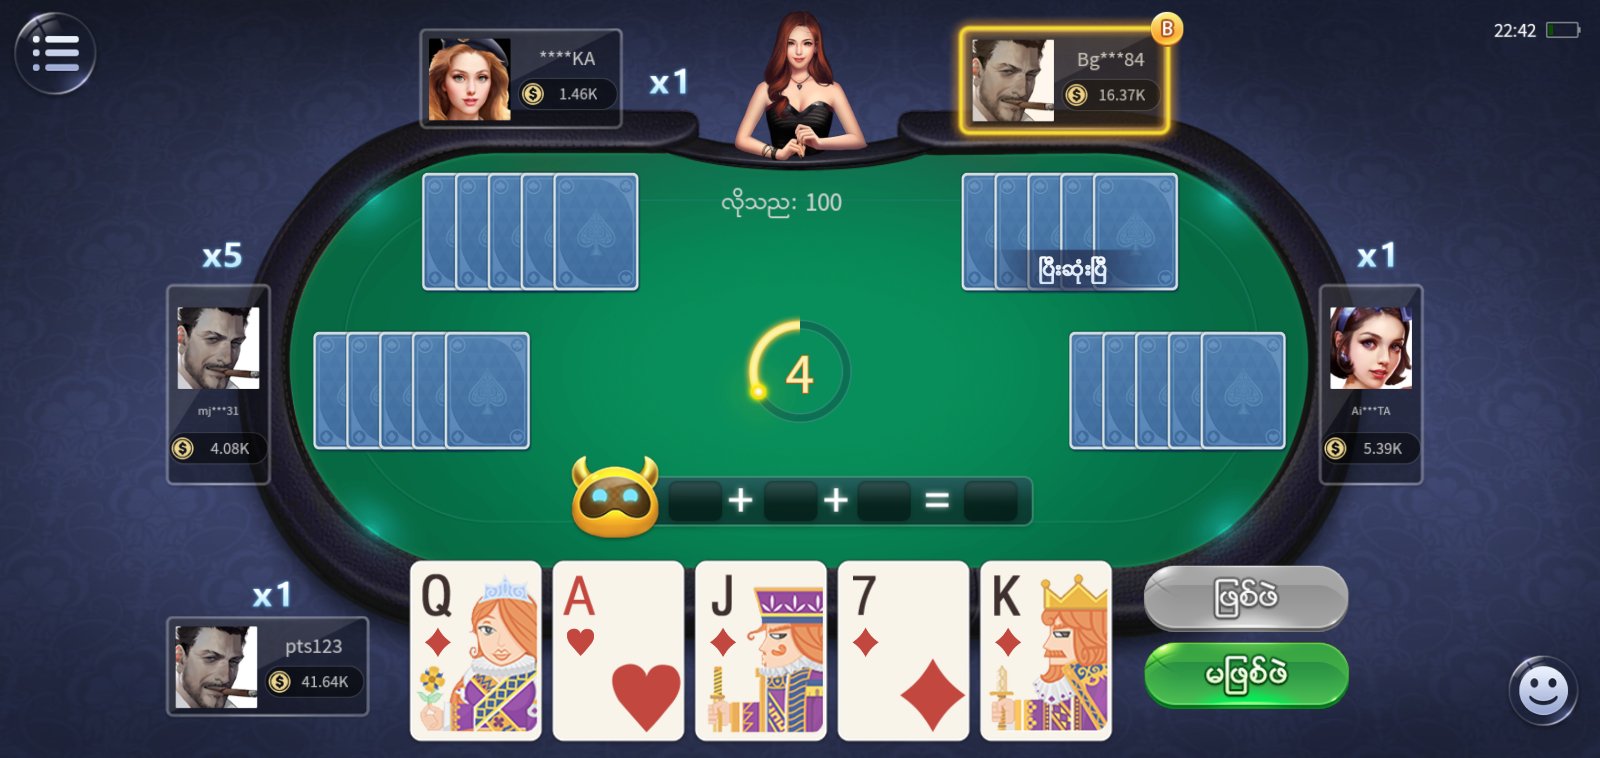 22:42
****KA
1.46K
x1
B
Bg***84
16.37K
လိုသည: 100
x5
x1
ပြီးဆုံးပြီ
mj***31
4.08K
4
Ai***TA
5.39K
+ + =
x1
pts123
41.64K
Q A J 7 K
ဖြစ်ဖဲ
မဖြစ်ဖဲ